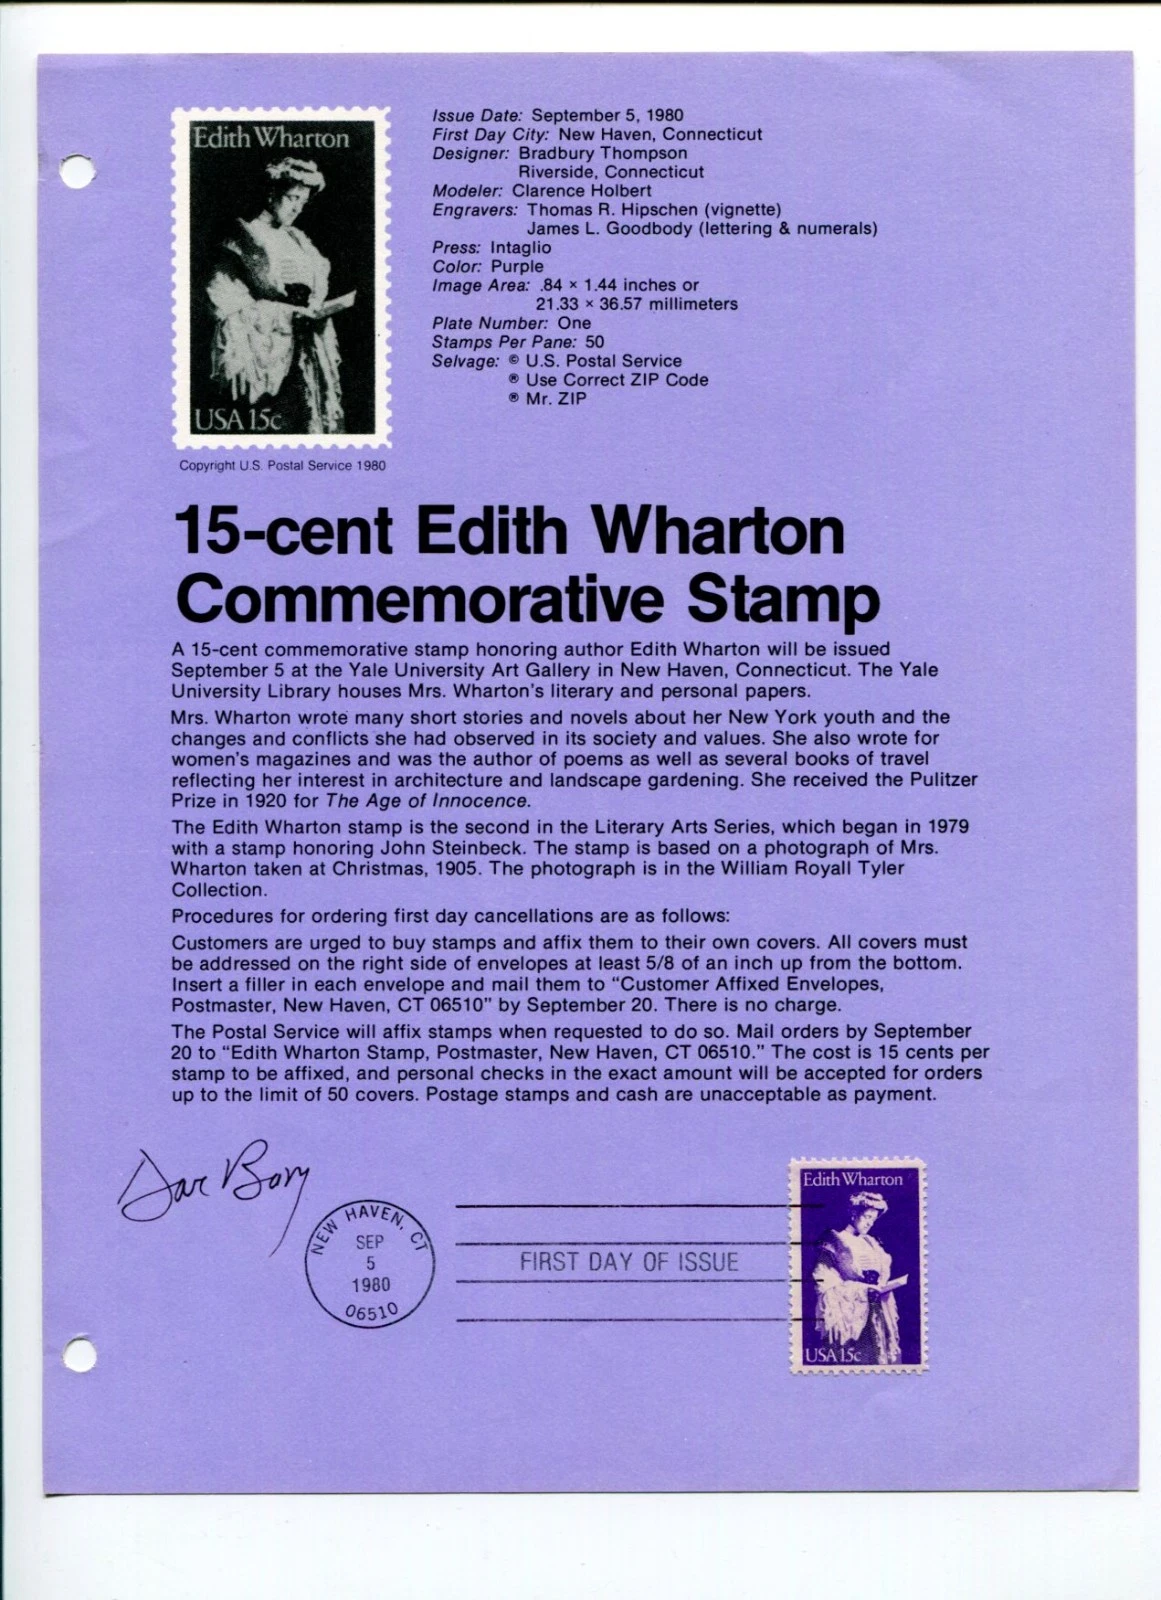 Edith Wharton
USA 15c
Copyright U.S. Postal Service 1980
Issue Date: September 5, 1980
First Day City: New Haven, Connecticut
Designer: Bradbury Thompson
Riverside, Connecticut
Modeler: Clarence Holbert
Engravers: Thomas R. Hipschen (vignette)
James L. Goodbody (lettering & numerals)
Press: Intaglio
Color: Purple
Image Area: .84 × 1.44 inches or
21.33 × 36.57 millimeters
Plate Number: One
Stamps Per Pane: 50
Selvage: © U.S. Postal Service
® Use Correct ZIP Code
® Mr. ZIP
15-cent Edith Wharton
Commemorative Stamp
A 15-cent commemorative stamp honoring author Edith Wharton will be issued
September 5 at the Yale University Art Gallery in New Haven, Connecticut. The Yale
University Library houses Mrs. Wharton's literary and personal papers.
Mrs. Wharton wrote many short stories and novels about her New York youth and the
changes and conflicts she had observed in its society and values. She also wrote for
women's magazines and was the author of poems as well as several books of travel
reflecting her interest in architecture and landscape gardening. She received the Pulitzer
Prize in 1920 for The Age of Innocence.
The Edith Wharton stamp is the second in the Literary Arts Series, which began in 1979
with a stamp honoring John Steinbeck. The stamp is based on a photograph of Mrs.
Wharton taken at Christmas, 1905. The photograph is in the William Royall Tyler
Collection.
Procedures for ordering first day cancellations are as follows:
Customers are urged to buy stamps and affix them to their own covers. All covers must
be addressed on the right side of envelopes at least 5/8 of an inch up from the bottom.
Insert a filler in each envelope and mail them to "Customer Affixed Envelopes,
Postmaster, New Haven, CT 06510" by September 20. There is no charge.
The Postal Service will affix stamps when requested to do so. Mail orders by September
20 to "Edith Wharton Stamp, Postmaster, New Haven, CT 06510." The cost is 15 cents per
stamp to be affixed, and personal checks in the exact amount will be accepted for orders
up to the limit of 50 covers. Postage stamps and cash are unacceptable as payment.
NEW HAVEN, CT
SEP
5
1980
06510
FIRST DAY OF ISSUE
Edith Wharton
USA 15c